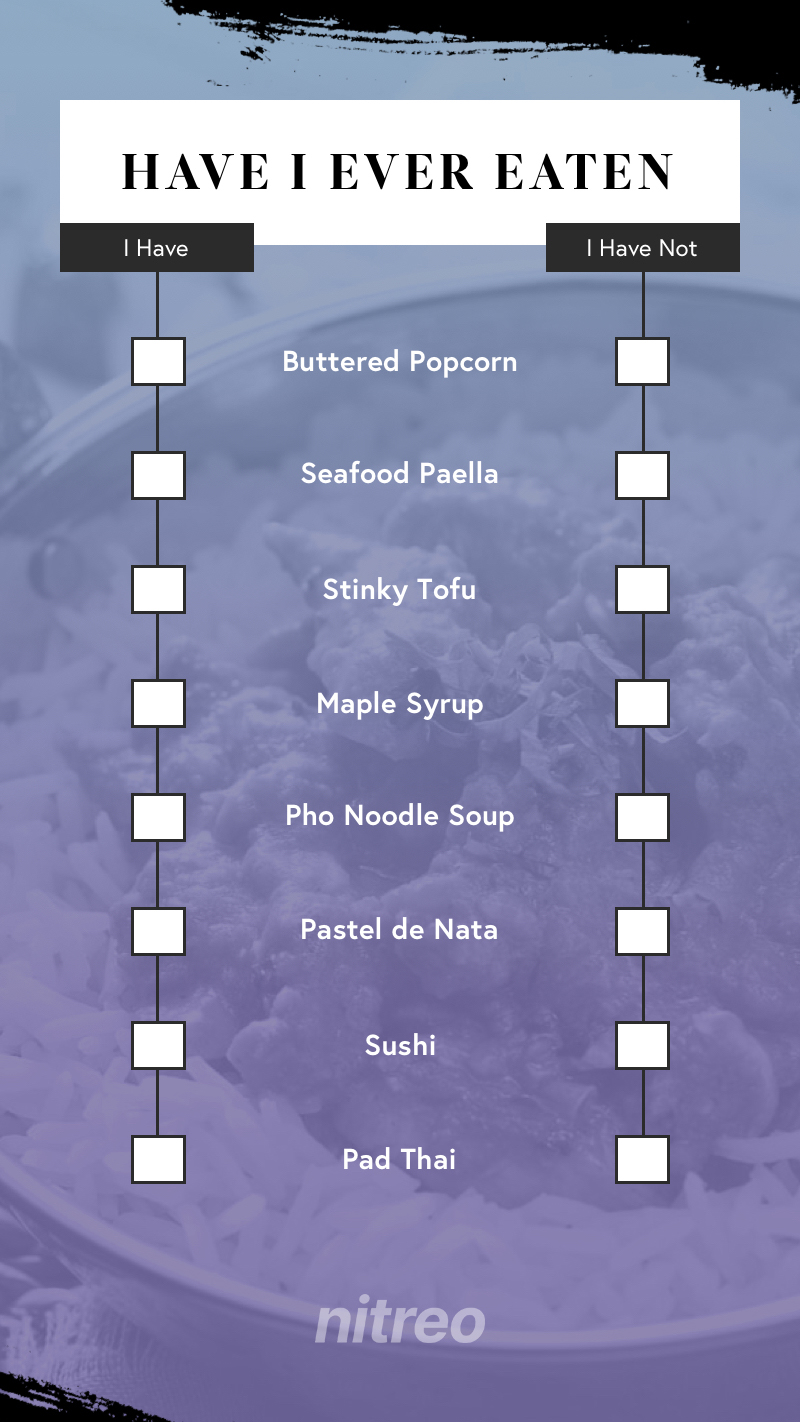 HAVE I EVER EATEN
I Have
I Have Not
Buttered Popcorn
Seafood Paella
Stinky Tofu
Maple Syrup
Pho Noodle Soup
Pastel de Nata
Sushi
Pad Thai
nitreo